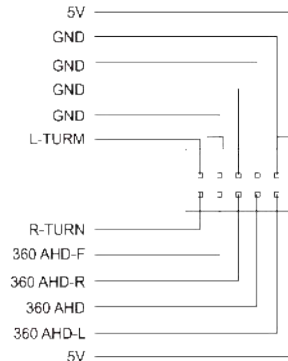 5V
GND
GND
GND
GND
L-TURM
R-TURN
360 AHD-F
360 AHD-R
360 AHD
360 AHD-L
5V